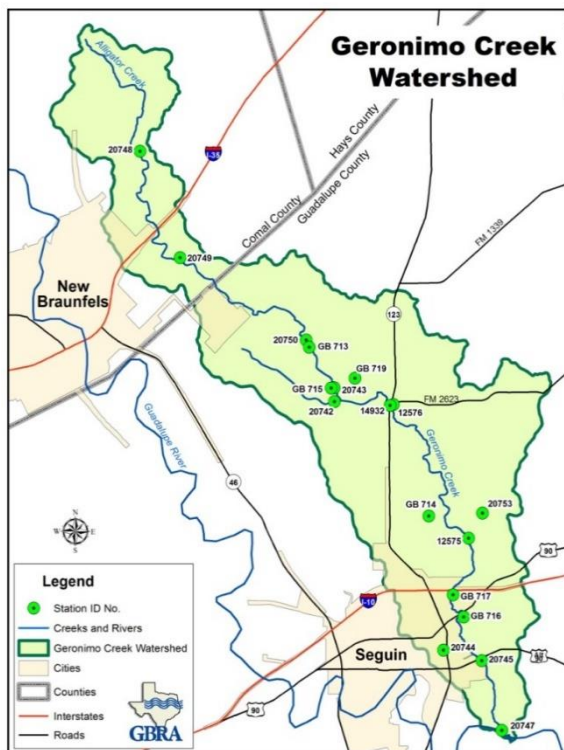 Geronimo Creek
Watershed
Alligator Creek
Hays County
20748
I-35
Comal County
Guadalupe County
FM 1339
20749
New
Braunfels
123
20750
GB 713
GB 719
GB 715
20743
20742
14932
12576
FM 2623
Guadalupe River
Geronimo Creek
46
GB 714
20753
12575
90
N
W
E
S
I-10
GB 717
GB 716
Seguin
20744
20745
90
90
20747
Legend
Station ID No.
Creeks and Rivers
Geronimo Creek Watershed
Cities
Counties
Interstates
Roads
GBRA